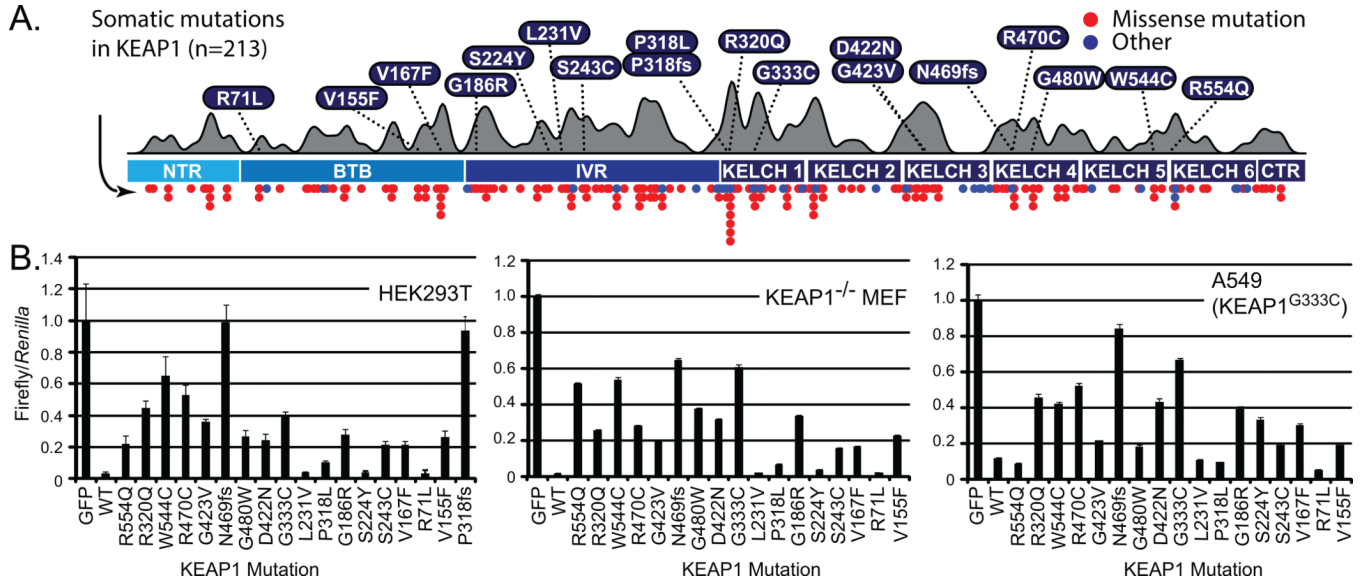 A.
Somatic mutations
in KEAP1 (n=213)
Missense mutation
Other
R71L
V155F
V167F
G186R
S224Y
L231V
S243C
P318L
P318fs
R320Q
G333C
D422N
G423V
N469fs
R470C
G480W
W544C
R554Q
NTR
BTB
IVR
KELCH 1
KELCH 2
KELCH 3
KELCH 4
KELCH 5
KELCH 6
CTR
B.
HEK293T
Firefly/Renilla
1.4
1.2
1.0
0.8
0.6
0.4
0.2
0
GFP
WT
R554Q
R320Q
W544C
R470C
G423V
N469fs
G480W
D422N
G333C
L231V
P318L
G186R
S224Y
S243C
V167F
R71L
V155F
P318fs
KEAP1 Mutation
KEAP1-/- MEF
1.2
1.0
0.8
0.6
0.4
0.2
0
GFP
WT
R554Q
R320Q
W544C
R470C
G423V
N469fs
G480W
D422N
G333C
L231V
P318L
G186R
S224Y
S243C
V167F
R71L
V155F
KEAP1 Mutation
A549
(KEAP1G333C)
1.2
1.0
0.8
0.6
0.4
0.2
0
GFP
WT
R554Q
R320Q
W544C
R470C
G423V
N469fs
G480W
D422N
G333C
L231V
P318L
G186R
S224Y
S243C
V167F
R71L
V155F
KEAP1 Mutation